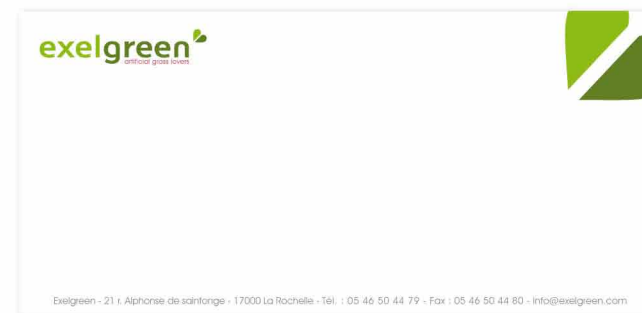 exelgreen
artificial grass lovers
Exelgreen - 21 r. Alphonse de saintonge - 17000 La Rochelle - Tél. : 05 46 50 44 79 - Fax : 05 46 50 44 80 - info@exelgreen.com